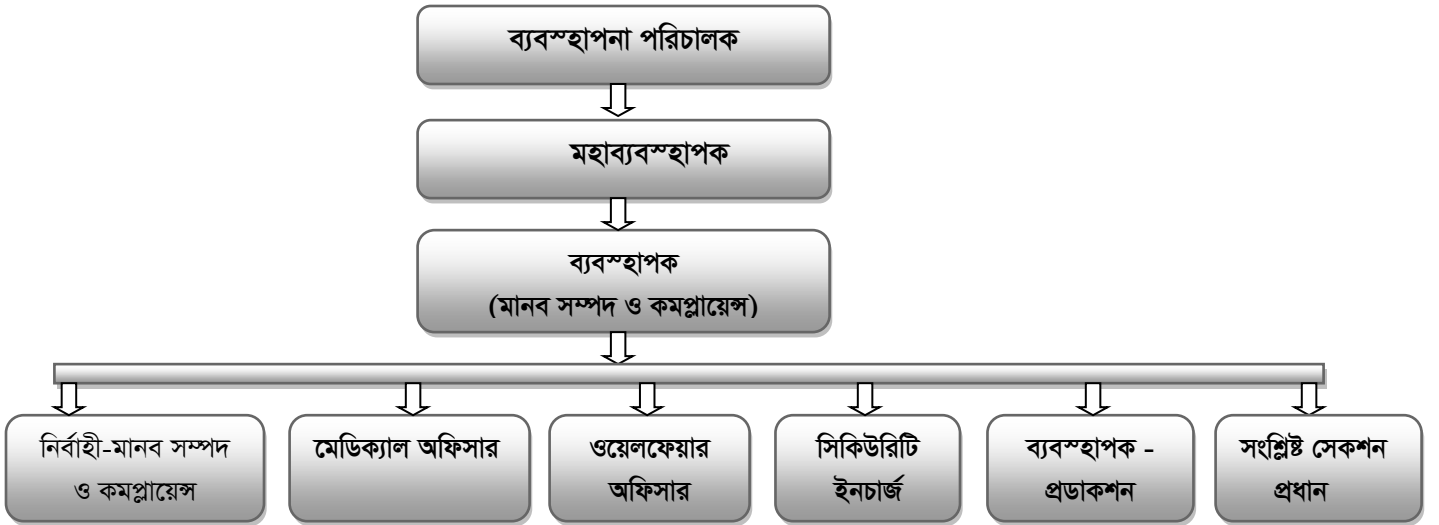 ব্যবস্হাপনা পরিচালক
মহাব্যবস্হাপক
ব্যবস্হাপক
(মানব সম্পদ ও কমপ্লায়েন্স)
নির্বাহী-মানব সম্পদ
ও কমপ্লায়েন্স
মেডিক্যাল অফিসার
ওয়েলফেয়ার
অফিসার
সিকিউরিটি
ইনচার্জ
ব্যবস্হাপক -
প্রডাকশন
সংশ্লিষ্ট সেকশন
প্রধান